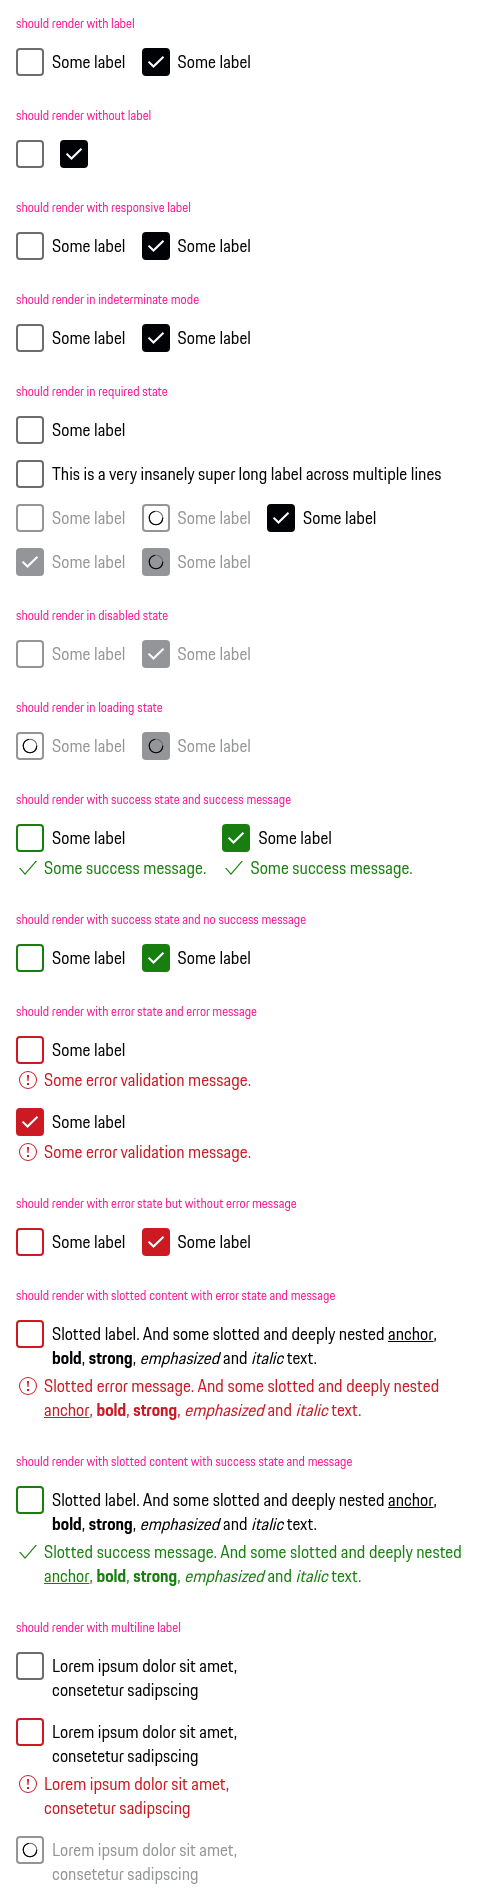 should render with label
Some label Some label
should render without label
should render with responsive label
Some label Some label
should render in indeterminate mode
Some label Some label
should render in required state
Some label
This is a very insanely super long label across multiple lines
Some label Some label Some label
Some label Some label
should render in disabled state
Some label Some label
should render in loading state
Some label Some label
should render with success state and success message
Some label Some label
Some success message. Some success message.
should render with success state and no success message
Some label Some label
should render with error state and error message
Some label
Some error validation message.
Some label
Some error validation message.
should render with error state but without error message
Some label Some label
should render with slotted content with error state and message
Slotted label. And some slotted and deeply nested anchor,
bold, strong, emphasized and italic text.
Slotted error message. And some slotted and deeply nested
anchor, bold, strong, emphasized and italic text.
should render with slotted content with success state and message
Slotted label. And some slotted and deeply nested anchor,
bold, strong, emphasized and italic text.
Slotted success message. And some slotted and deeply nested
anchor, bold, strong, emphasized and italic text.
should render with multiline label
Lorem ipsum dolor sit amet,
consetetur sadipscing
Lorem ipsum dolor sit amet,
consetetur sadipscing
Lorem ipsum dolor sit amet,
consetetur sadipscing
Lorem ipsum dolor sit amet,
consetetur sadipscing